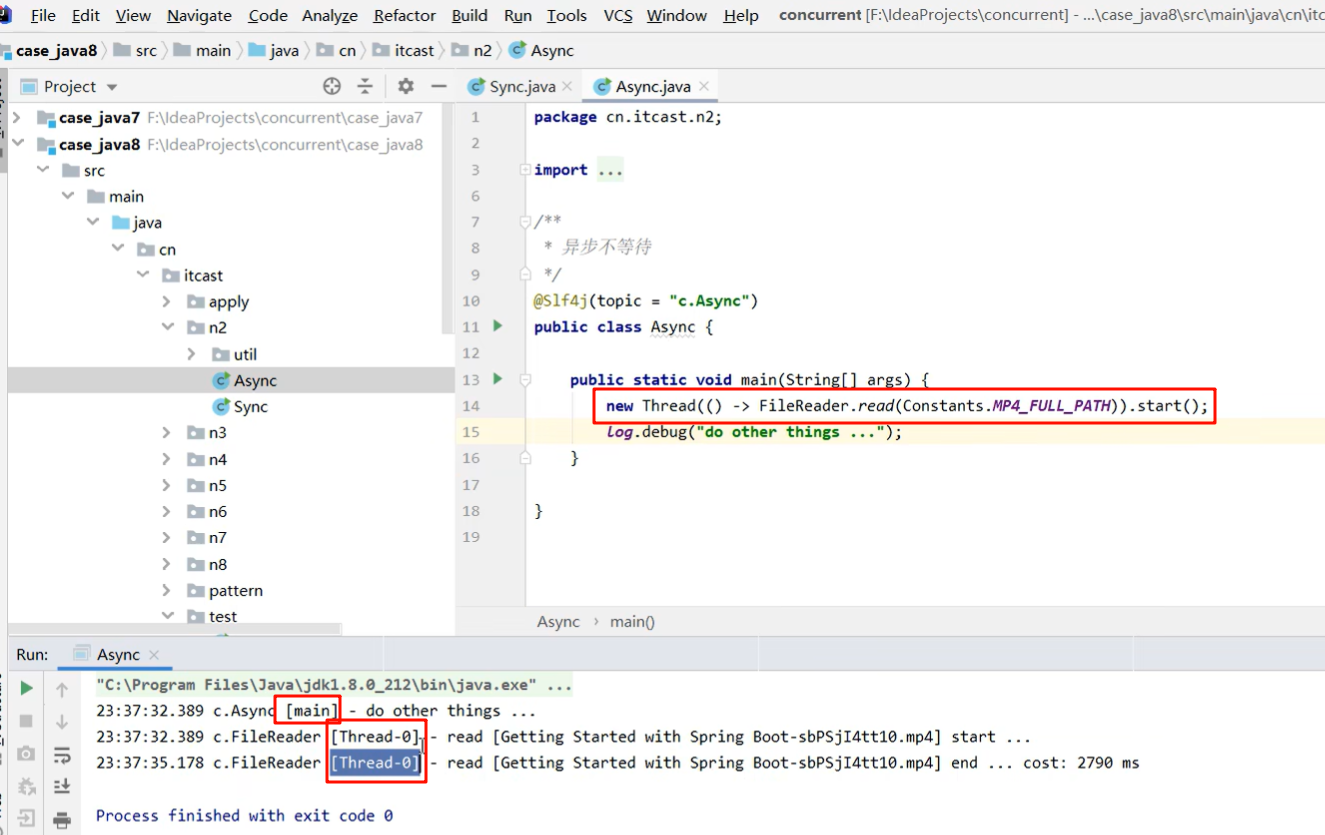 File Edit View Navigate Code Analyze Refactor Build Run Tools VCS Window Help concurrent [F:\IdeaProjects\concurrent] - ...\case_java8\src\main\java\cn\itc
case_java8 src main java cn itcast n2 Async
Project
Sync.java Async.java
case_java7 F:\IdeaProjects\concurrent\case_java7
case_java8 F:\IdeaProjects\concurrent\case_java8
src
main
java
cn
itcast
apply
n2
util
Async
Sync
n3
n4
n5
n6
n7
n8
pattern
test
1 package cn.itcast.n2;
2
3 import ...
6
7 /**
8 * 异步不等待
9 */
10 @Slf4j(topic = "c.Async")
11 public class Async {
12
13 public static void main(String[] args) {
14 new Thread(() -> FileReader.read(Constants.MP4_FULL_PATH)).start();
15 log.debug("do other things ...");
16 }
17
18 }
19
Async › main()
Run: Async
"C:\Program Files\Java\jdk1.8.0_212\bin\java.exe" ...
23:37:32.389 c.Async [main] - do other things ...
23:37:32.389 c.FileReader [Thread-0] - read [Getting Started with Spring Boot-sbPSjI4tt10.mp4] start ...
23:37:35.178 c.FileReader [Thread-0] - read [Getting Started with Spring Boot-sbPSjI4tt10.mp4] end ... cost: 2790 ms
Process finished with exit code 0